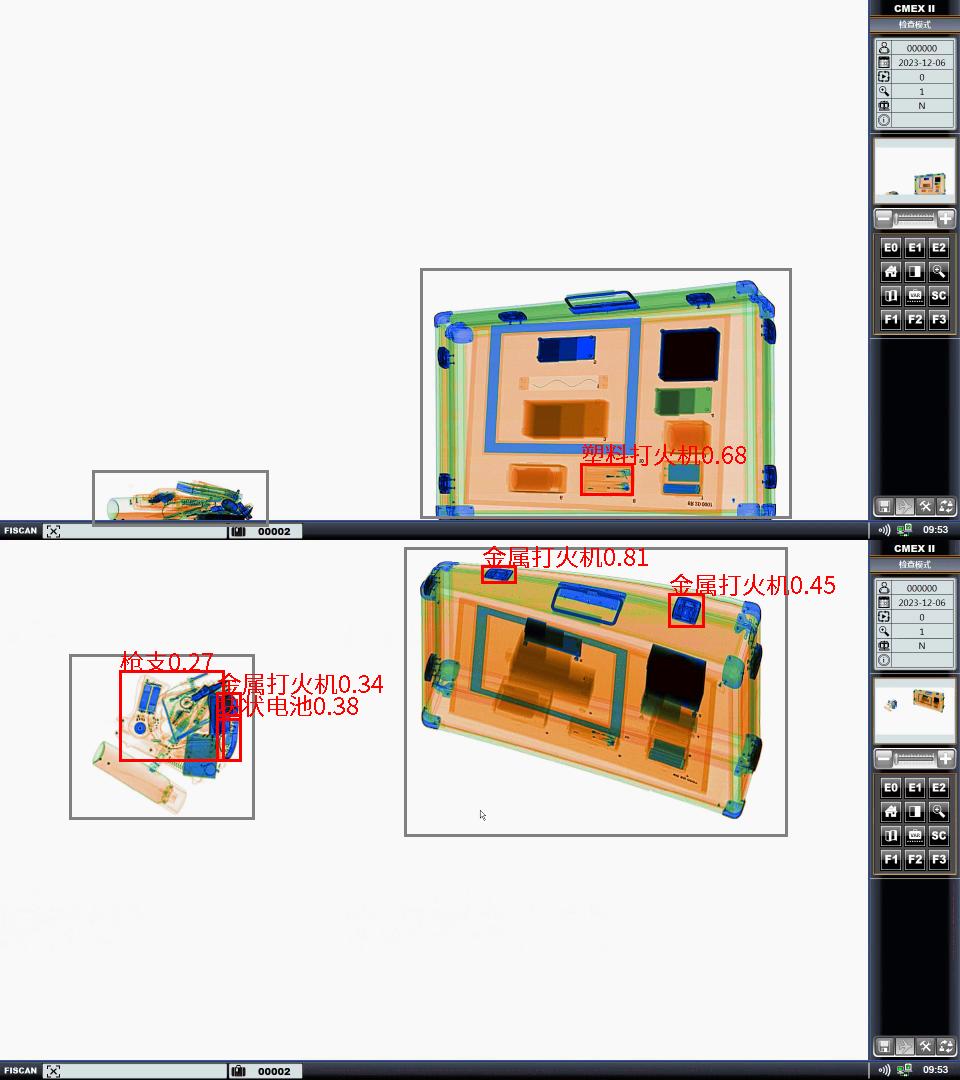 CMEX II
检查模式
000000
2023-12-06
0
1
N
E0 E1 E2
VAR SC
F1 F2 F3
塑料打火机0.68
FISCAN 00002 09:53
CMEX II
检查模式
000000
2023-12-06
0
1
N
金属打火机0.81
金属打火机0.45
枪支0.27
金属打火机0.34
状电池0.38
E0 E1 E2
VAR SC
F1 F2 F3
FISCAN 00002 09:53